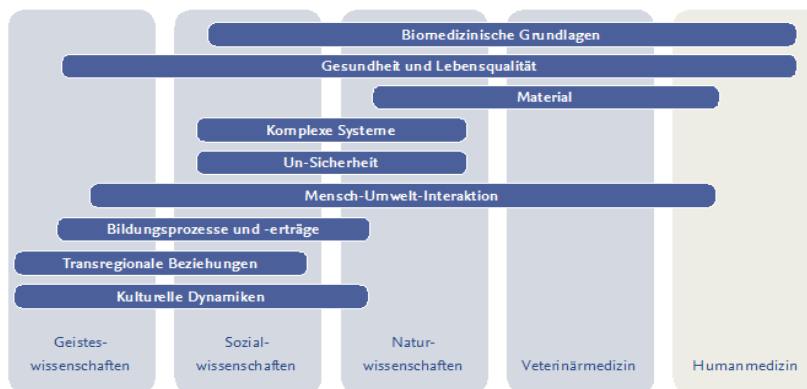 Biomedizinische Grundlagen
Gesundheit und Lebensqualität
Material
Komplexe Systeme
Un-Sicherheit
Mensch-Umwelt-Interaktion
Bildungsprozesse und -erträge
Transregionale Beziehungen
Kulturelle Dynamiken
Geistes-
wissenschaften
Sozial-
wissenschaften
Natur-
wissenschaften
Veterinärmedizin
Humanmedizin